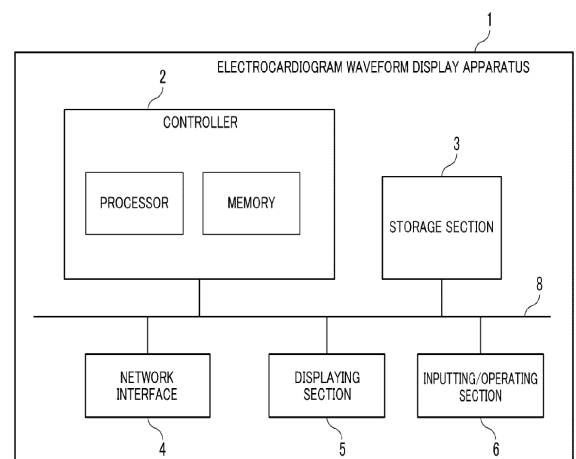 1
ELECTROCARDIOGRAM WAVEFORM DISPLAY APPARATUS
2
CONTROLLER
PROCESSOR
MEMORY
3
STORAGE SECTION
8
NETWORK
INTERFACE
DISPLAYING
SECTION
INPUTTING/OPERATING
SECTION
4
5
6